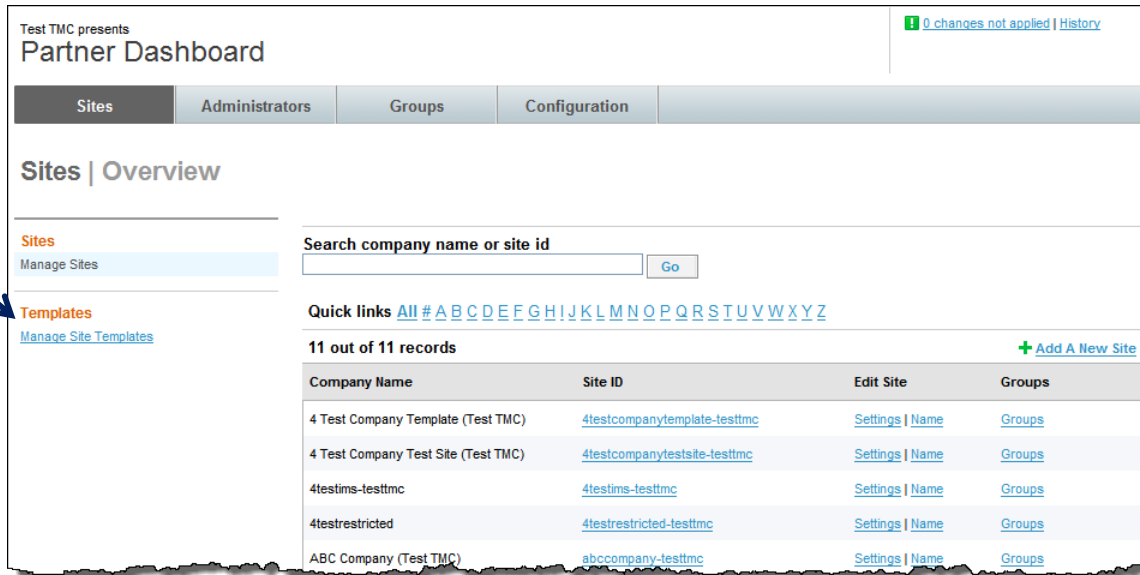 Test TMC presents
Partner Dashboard
! 0 changes not applied | History
Sites Administrators Groups Configuration
Sites | Overview
Sites
Manage Sites
Templates
Manage Site Templates
Search company name or site id
Go
Quick links All # A B C D E F G H I J K L M N O P Q R S T U V W X Y Z
11 out of 11 records + Add A New Site
Company Name Site ID Edit Site Groups
4 Test Company Template (Test TMC) 4testcompanytemplate-testtmc Settings | Name Groups
4 Test Company Test Site (Test TMC) 4testcompanytestsite-testtmc Settings | Name Groups
4testims-testtmc 4testims-testtmc Settings | Name Groups
4testrestricted 4testrestricted-testtmc Settings | Name Groups
ABC Company (Test TMC) abccompany-testtmc Settings | Name Groups